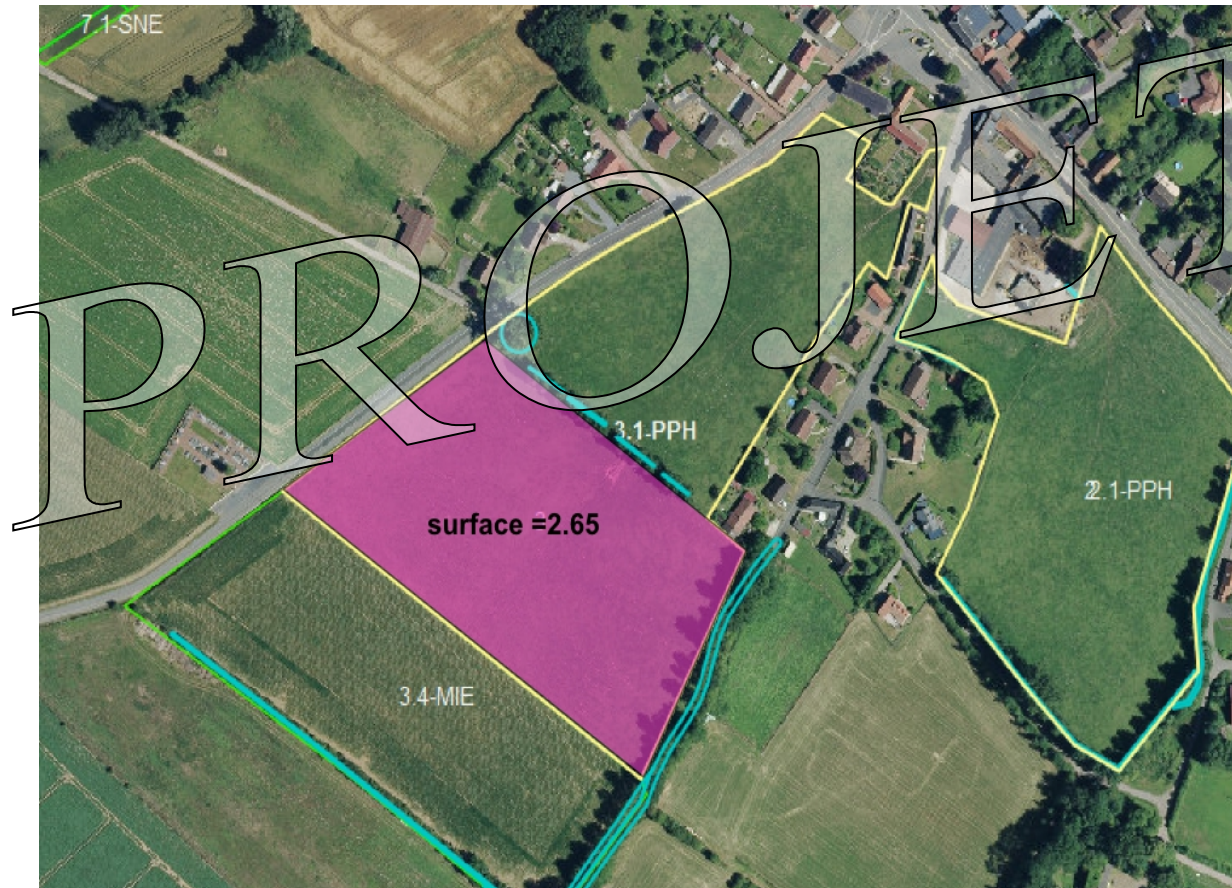 7.1-SNE
PROJET
3.1-PPH
2.1-PPH
surface =2.65
3.4-MIE